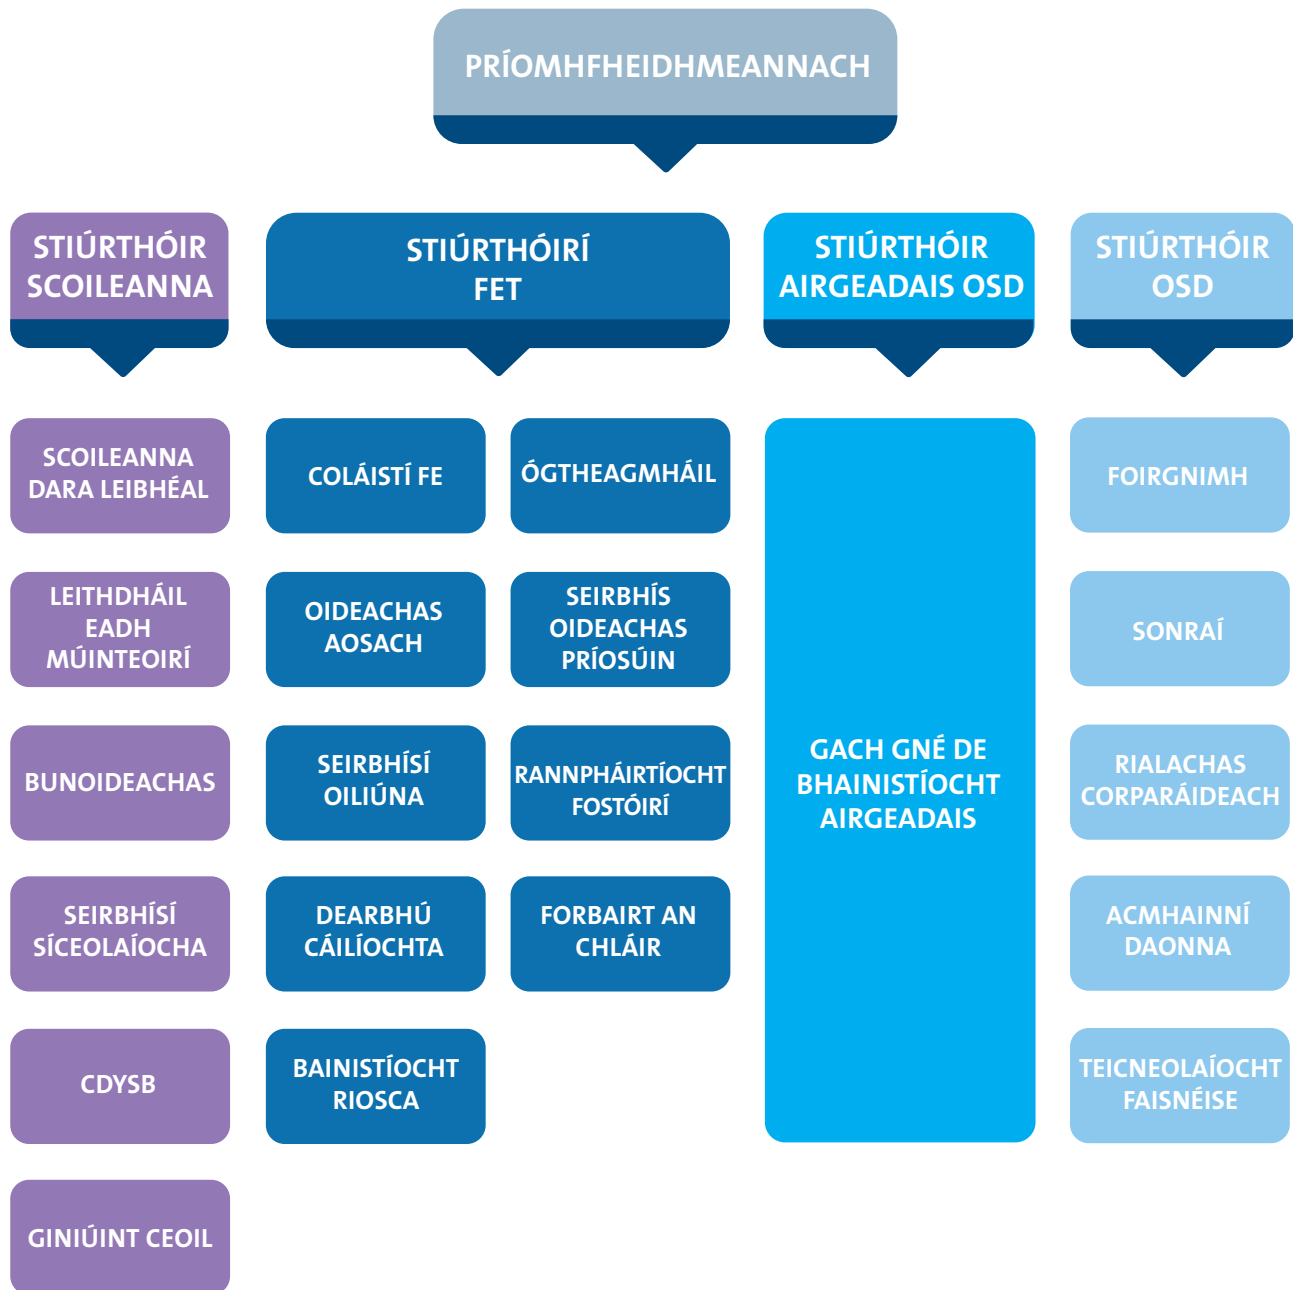 PRÍOMHFHEIDHMEANNACH
STIÚRTHÓIR
SCOILEANNA
SCOILEANNA
DARA LEIBHÉAL
LEITHDHÁIL
EADH
MÚINTEOIRÍ
BUNOIDEACHAS
SEIRBHÍSÍ
SÍCEOLAÍOCHA
CDYSB
GINIÚINT CEOIL
STIÚRTHÓIRÍ
FET
COLÁISTÍ FE
OIDEACHAS
AOSACH
SEIRBHÍSÍ
OILIÚNA
DEARBHÚ
CÁILÍOCHTA
BAINISTÍOCHT
RIOSCA
ÓGTHEAGMHÁIL
SEIRBHÍS
OIDEACHAS
PRÍOSÚIN
RANNPHÁIRTÍOCHT
FOSTÓIRÍ
FORBAIRT AN
CHLÁIR
STIÚRTHÓIR
AIRGEADAIS OSD
GACH GNÉ DE
BHAINISTÍOCHT
AIRGEADAIS
STIÚRTHÓIR
OSD
FOIRGNIMH
SONRAÍ
RIALACHAS
CORPARÁIDEACH
ACMHAINNÍ
DAONNA
TEICNEOLAÍOCHT
FAISNÉISE